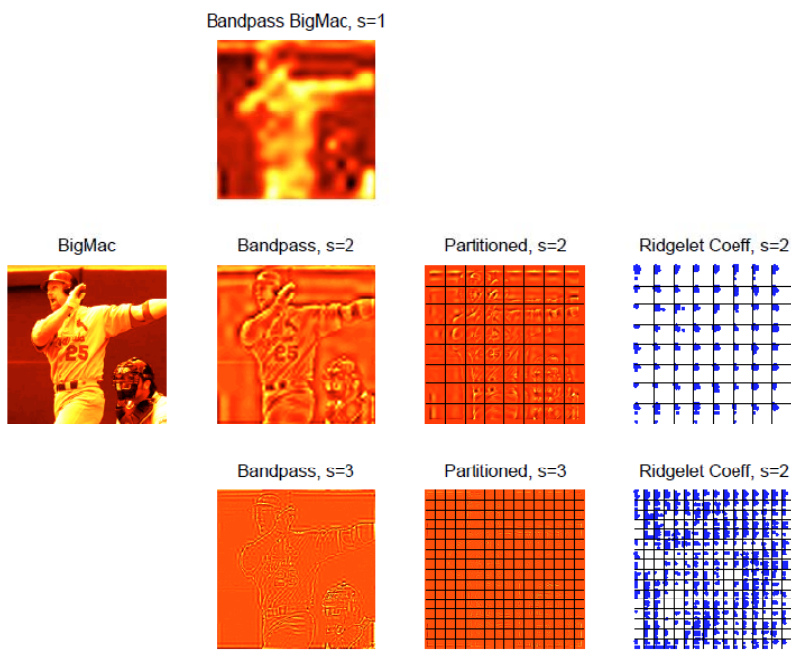 Bandpass BigMac, s=1
BigMac
Bandpass, s=2
Partitioned, s=2
Ridgelet Coeff, s=2
25
25
Bandpass, s=3
Partitioned, s=3
Ridgelet Coeff, s=2